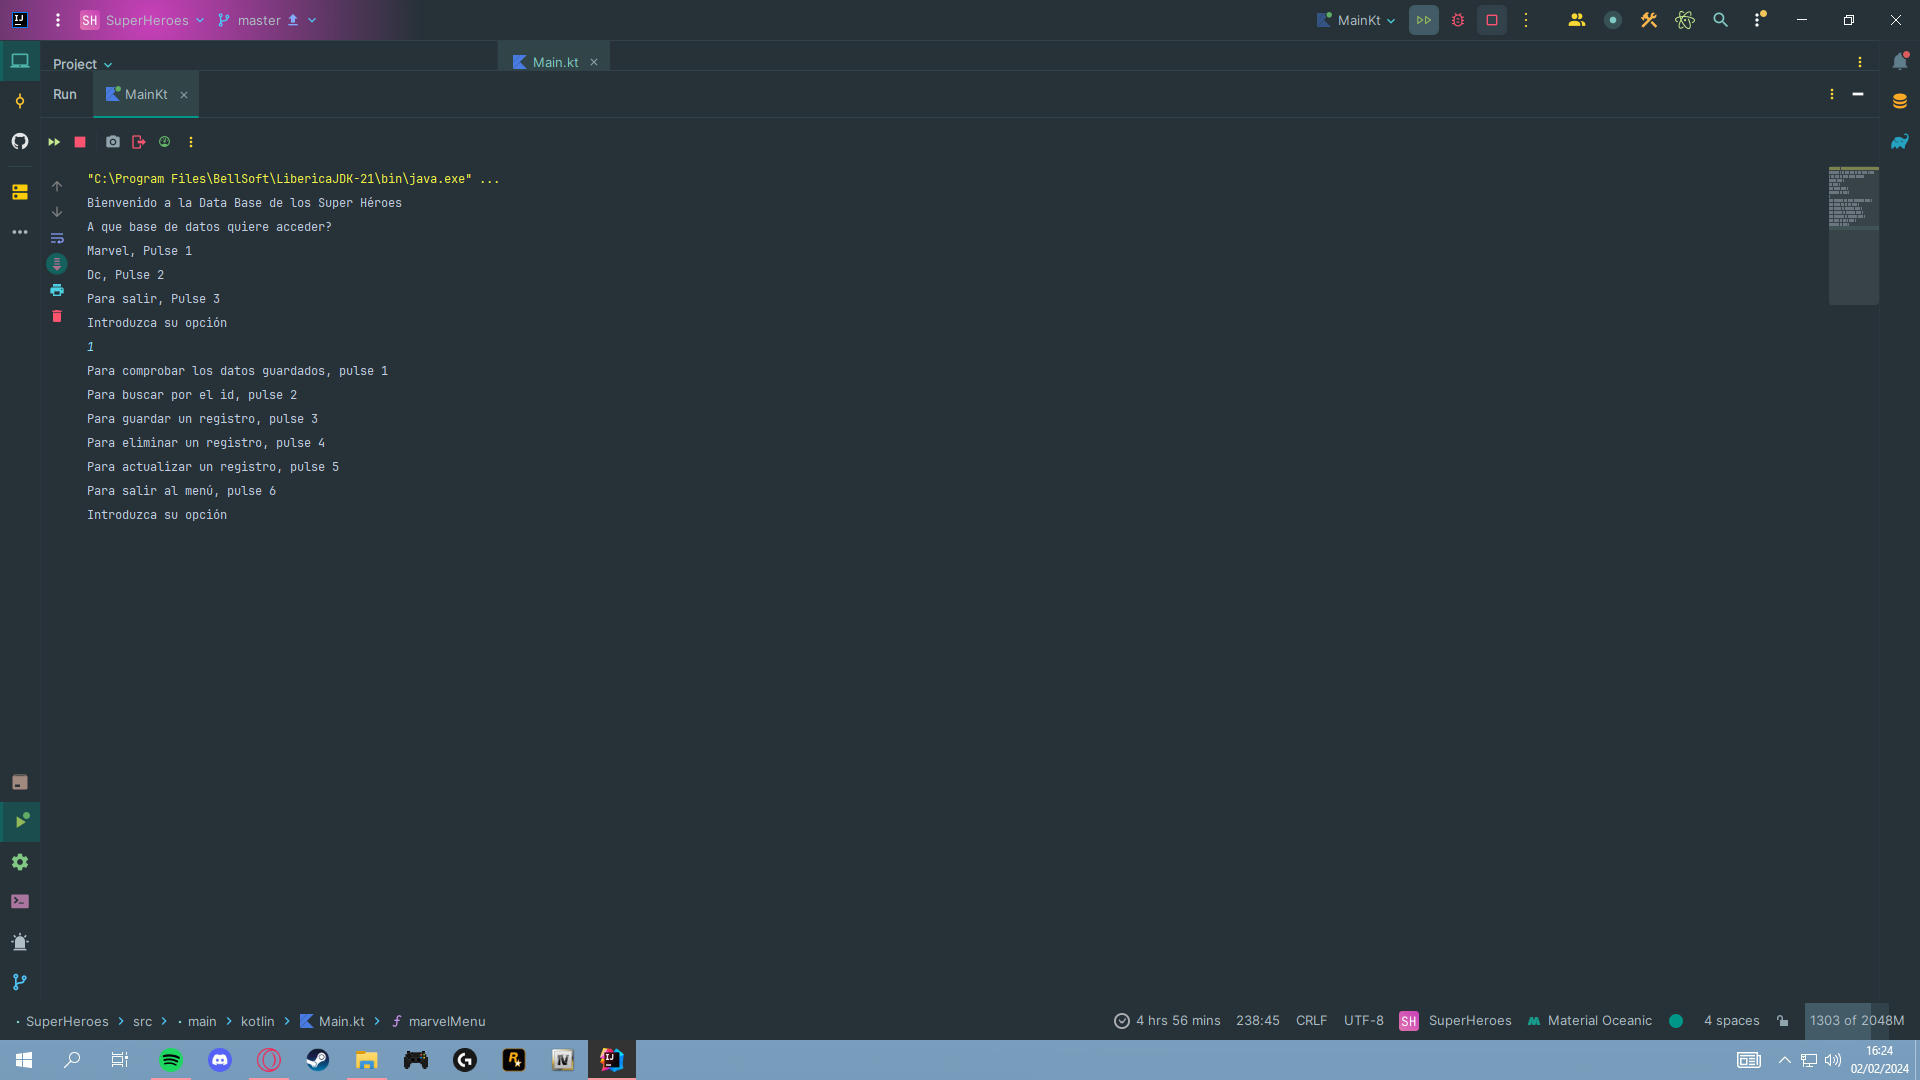 SH SuperHeroes master MainKt
Project Main.kt
Run MainKt
"C:\Program Files\BellSoft\LibericaJDK-21\bin\java.exe" ...
Bienvenido a la Data Base de los Super Héroes
A que base de datos quiere acceder?
Marvel, Pulse 1
Dc, Pulse 2
Para salir, Pulse 3
Introduzca su opción
1
Para comprobar los datos guardados, pulse 1
Para buscar por el id, pulse 2
Para guardar un registro, pulse 3
Para eliminar un registro, pulse 4
Para actualizar un registro, pulse 5
Para salir al menú, pulse 6
Introduzca su opción
SuperHeroes > src > main > kotlin > Main.kt > marvelMenu 4 hrs 56 mins 238:45 CRLF UTF-8 SH SuperHeroes Material Oceanic 4 spaces 1303 of 2048M
16:24
02/02/2024